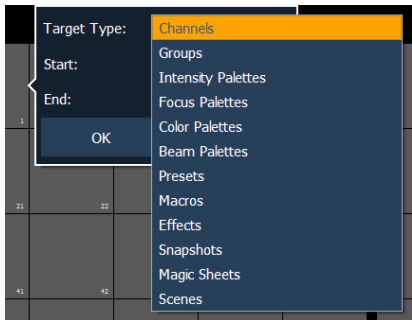 Target Type:
Channels
Groups
Start:
Intensity Palettes
Focus Palettes
End:
Color Palettes
1
OK
Beam Palettes
Presets
Macros
21
22
Effects
Snapshots
Magic Sheets
41
42
Scenes